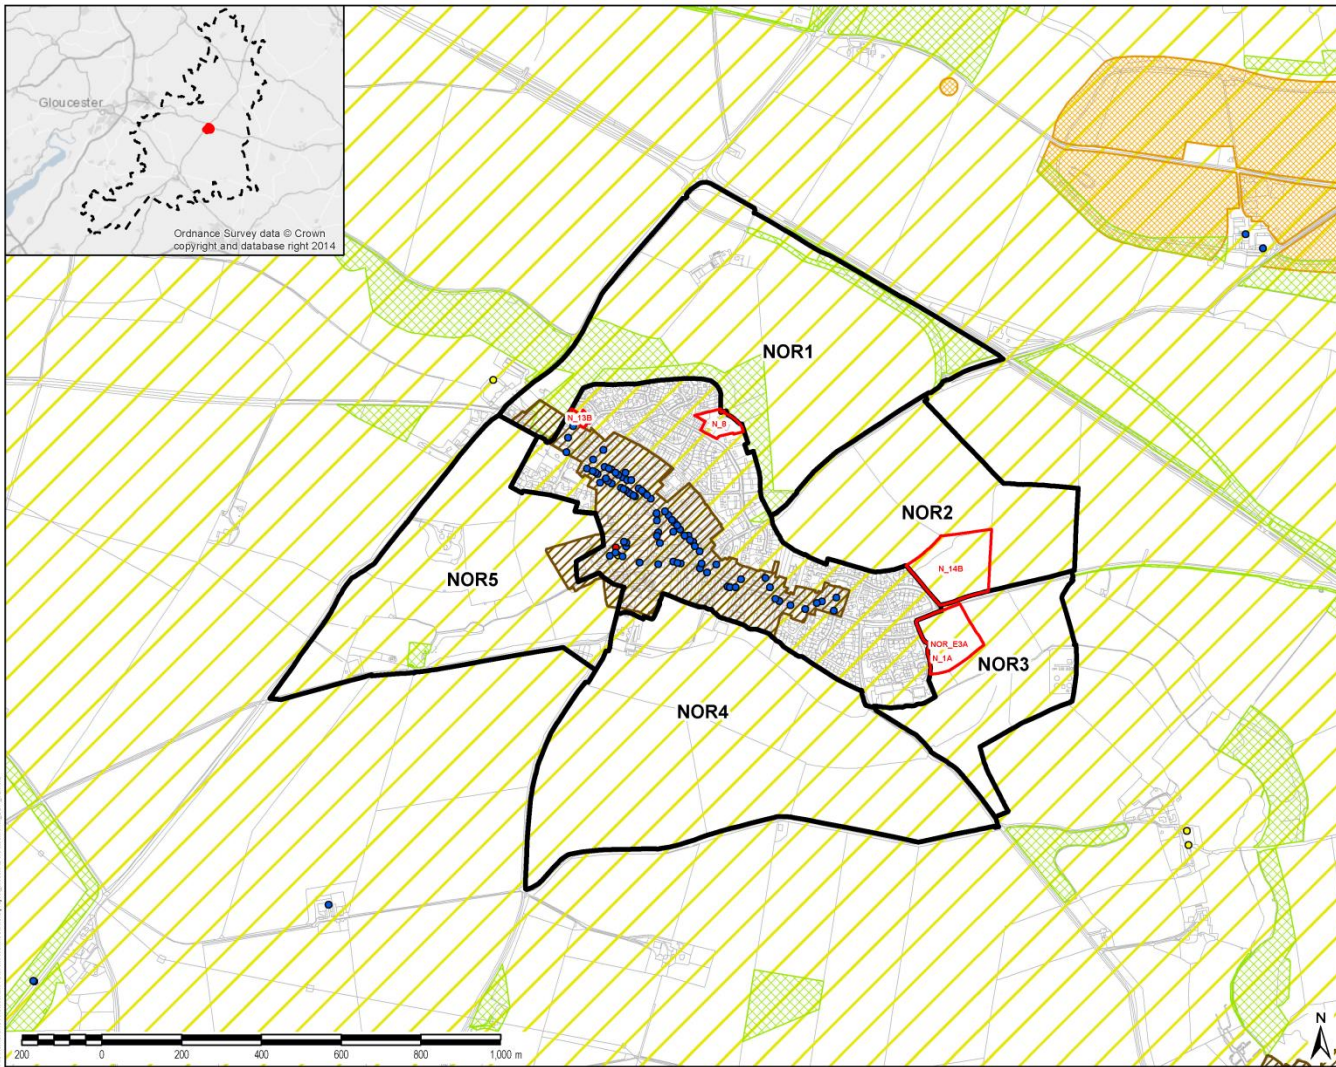 Gloucester
Ordnance Survey data © Crown
copyright and database right 2014
NOR1
N_13B
N_8
NOR2
N_14B
NOR5
NOR_E3A
N_1A
NOR3
NOR4
200 0 200 400 600 800 1,000 m
N